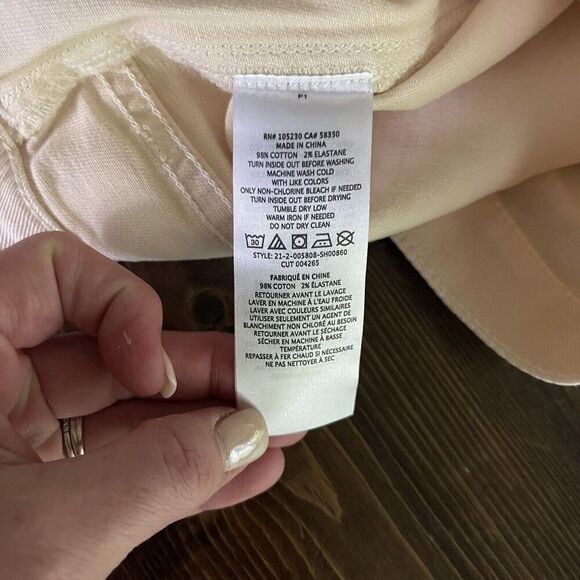 P1
RN# 105230 CA# 58350
MADE IN CHINA
98% COTTON 2% ELASTANE
TURN INSIDE OUT BEFORE WASHING
MACHINE WASH COLD
WITH LIKE COLORS
ONLY NON-CHLORINE BLEACH IF NEEDED
TURN INSIDE OUT BEFORE DRYING
TUMBLE DRY LOW
WARM IRON IF NEEDED
DO NOT DRY CLEAN
30
STYLE: 21-2-005808-SH00860
CUT 004265
FABRIQUÉ EN CHINE
98% COTON 2% ÉLASTANE
RETOURNER AVANT LE LAVAGE
LAVER EN MACHINE À L'EAU FROIDE
LAVER AVEC COULEURS SIMILAIRES
UTILISER SEULEMENT UN AGENT DE
BLANCHIMENT NON CHLORÉ AU BESOIN
RETOURNER AVANT LE SÉCHAGE
SÉCHER EN MACHINE À BASSE
TEMPÉRATURE
REPASSER À FER CHAUD SI NÉCESSAIRE
NE PAS NETTOYER À SEC